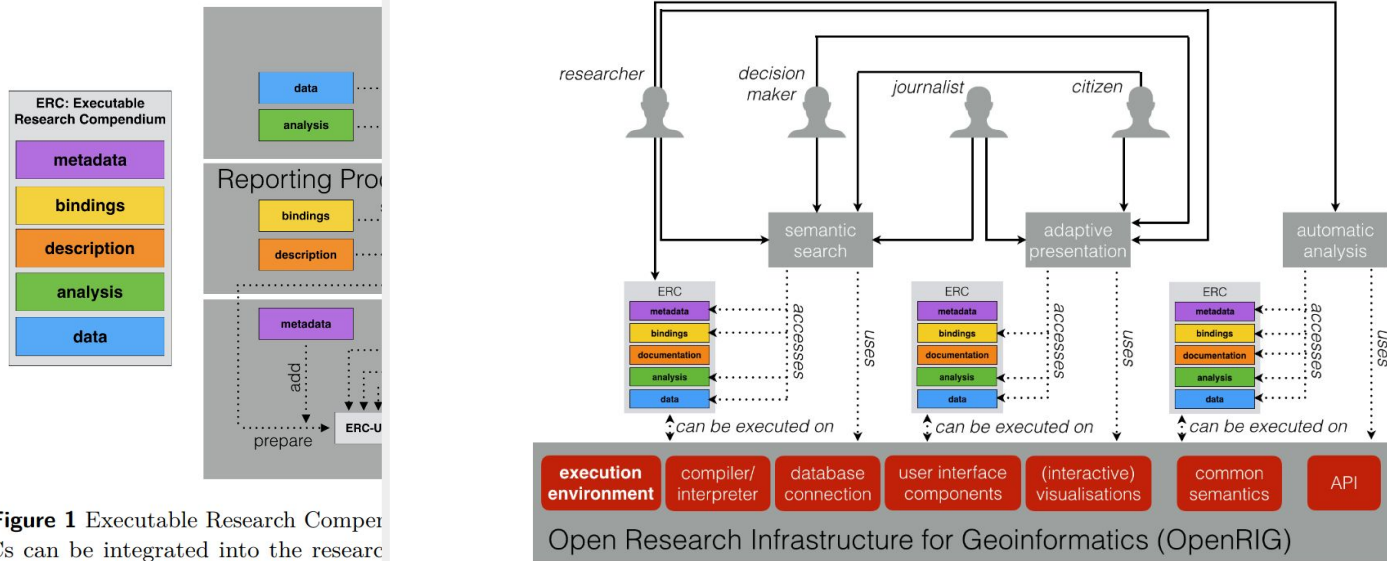 ERC: Executable
Research Compendium
metadata
bindings
description
analysis
data
data
analysis
Reporting
bindings
description
metadata
add
prepare
Figure 1 Executable Research
can be integrated into the
researcher
decision
maker
journalist
citizen
semantic
search
adaptive
presentation
automatic
analysis
ERC
metadata
bindings
documentation
analysis
data
accesses
uses
ERC
metadata
bindings
documentation
analysis
data
accesses
uses
ERC
metadata
bindings
documentation
analysis
data
accesses
uses
can be executed on
can be executed on
can be executed on
execution
environment
compiler/
interpreter
database
connection
user interface
components
(interactive)
visualisations
common
semantics
API
Open Research Infrastructure for Geoinformatics (OpenRIG)